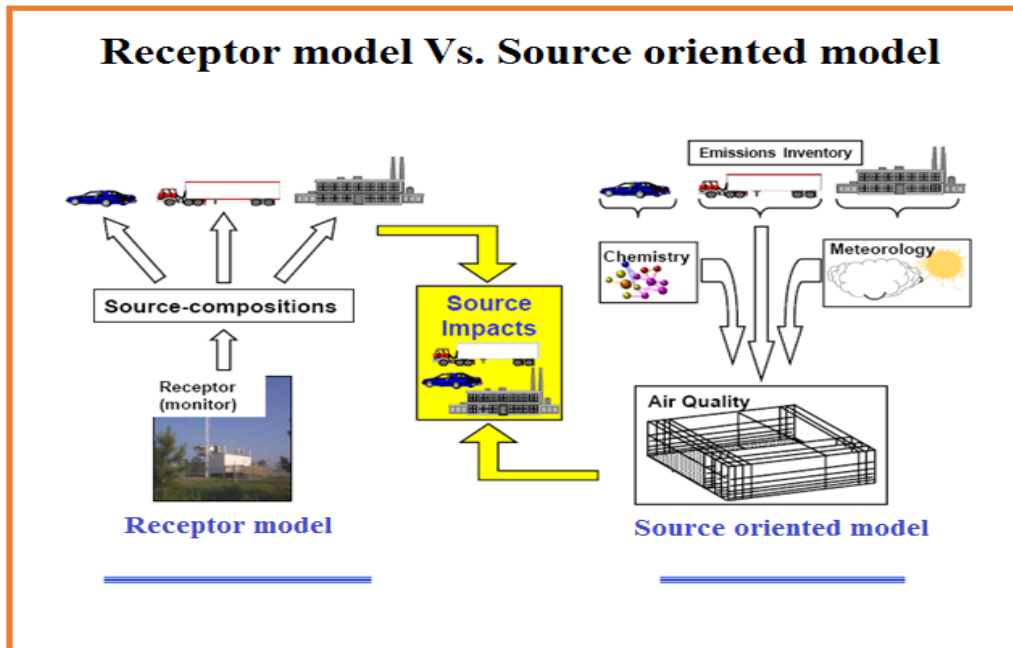 Receptor model Vs. Source oriented model
Source-compositions
Receptor
(monitor)
Receptor model
Source
Impacts
Emissions Inventory
Chemistry
Meteorology
Air Quality
Source oriented model